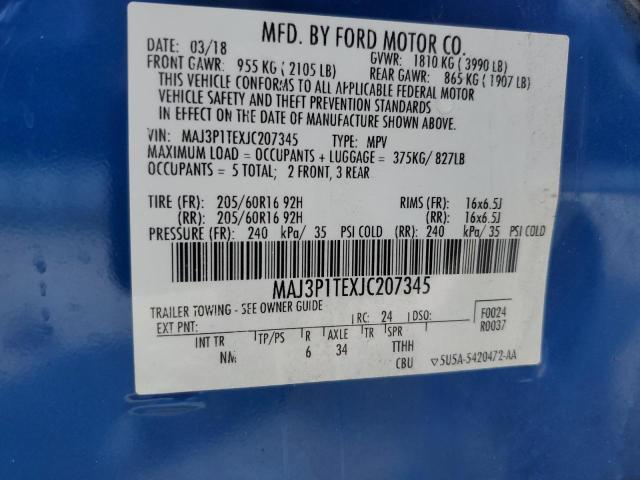 MFD. BY FORD MOTOR CO.
DATE: 03/18 GVWR: 1810 KG (3990 LB)
FRONT GAWR: 955 KG (2105 LB) REAR GAWR: 865 KG (1907 LB)
THIS VEHICLE CONFORMS TO ALL APPLICABLE FEDERAL MOTOR
VEHICLE SAFETY AND THEFT PREVENTION STANDARDS
IN EFFECT ON THE DATE OF MANUFACTURE SHOWN ABOVE.
VIN: MAJ3P1TEXJC207345 TYPE: MPV
MAXIMUM LOAD = OCCUPANTS + LUGGAGE = 375KG/ 827LB
OCCUPANTS = 5 TOTAL; 2 FRONT, 3 REAR
TIRE (FR): 205/60R16 92H RIMS (FR): 16x6.5J
(RR): 205/60R16 92H (RR): 16x6.5J
PRESSURE (FR): 240 kPa/ 35 PSI COLD (RR): 240 kPa/ 35 PSI COLD
MAJ3P1TEXJC207345
TRAILER TOWING - SEE OWNER GUIDE
EXT PNT: RC: 24 DSO: F0024
R0037
INT TR TP/PS R AXLE TR SPR
6 34 TTHH
CBU ▽5U5A-5420472-AA